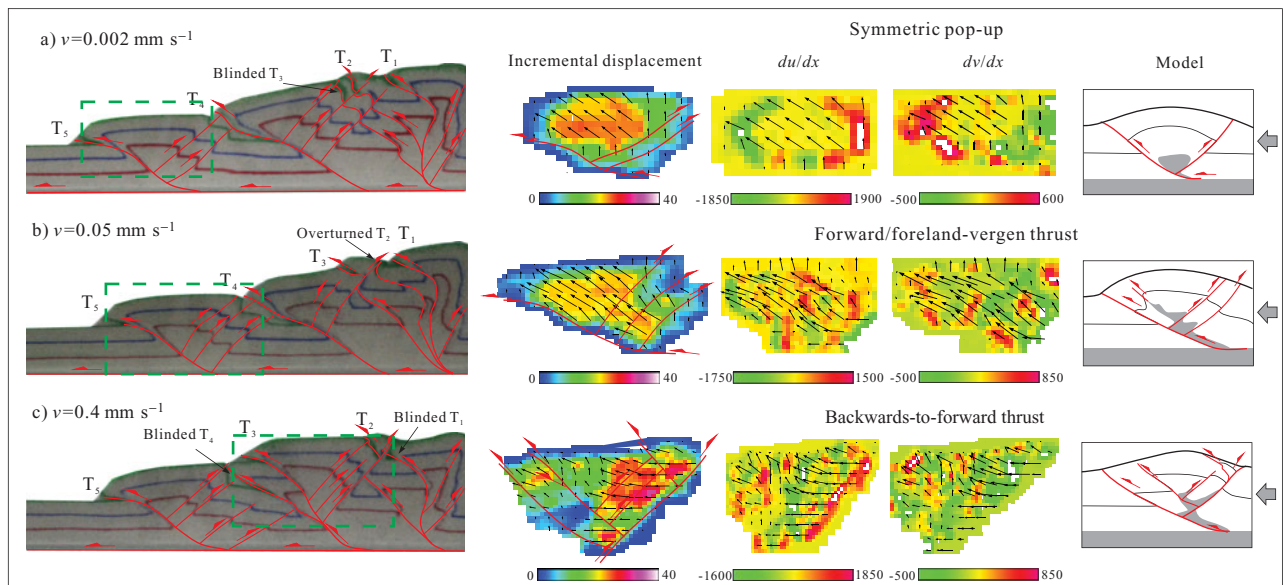 a) v=0.002 mm s⁻¹
Symmetric pop-up
Incremental displacement
du/dx
dv/dx
Model
T₂
T₁
Blinded T₃
T₄
T₅
0
40
-1850
1900
-500
600
b) v=0.05 mm s⁻¹
Forward/foreland-vergen thrust
Overturned T₂
T₁
T₃
T₄
T₅
0
40
-1750
1500
-500
850
c) v=0.4 mm s⁻¹
Backwards-to-forward thrust
T₂
Blinded T₁
T₃
Blinded T₄
T₅
0
40
-1600
1850
-500
850